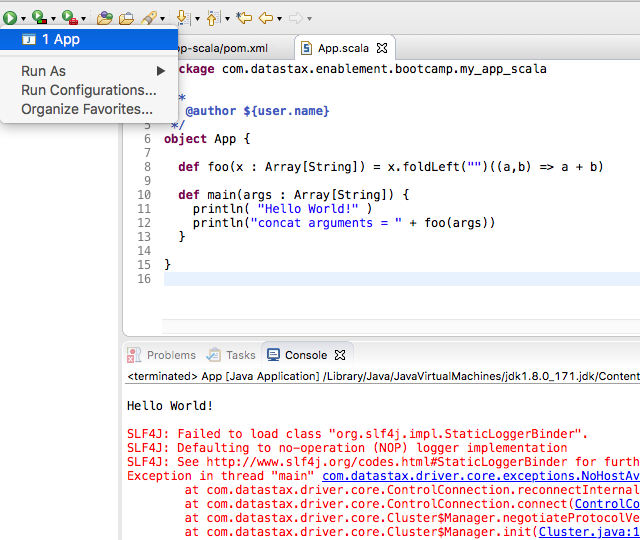 1 App
Run As
Run Configurations...
Organize Favorites...
pp-scala/pom.xml
App.scala
ckage com.datastax.enablement.bootcamp.my_app_scala
*
@author ${user.name}
5 */
6 object App {
7
8 def foo(x : Array[String]) = x.foldLeft("")((a,b) => a + b)
9
10 def main(args : Array[String]) {
11 println( "Hello World!" )
12 println("concat arguments = " + foo(args))
13 }
14
15 }
16
Problems Tasks Console
<terminated> App [Java Application] /Library/Java/JavaVirtualMachines/jdk1.8.0_171.jdk/Content
Hello World!
SLF4J: Failed to load class "org.slf4j.impl.StaticLoggerBinder".
SLF4J: Defaulting to no-operation (NOP) logger implementation
SLF4J: See http://www.slf4j.org/codes.html#StaticLoggerBinder for furth
Exception in thread "main" com.datastax.driver.core.exceptions.NoHostAv
at com.datastax.driver.core.ControlConnection.reconnectInternal
at com.datastax.driver.core.ControlConnection.connect(ControlCo
at com.datastax.driver.core.Cluster$Manager.negotiateProtocolVe
at com.datastax.driver.core.Cluster$Manager.init(Cluster.java:1